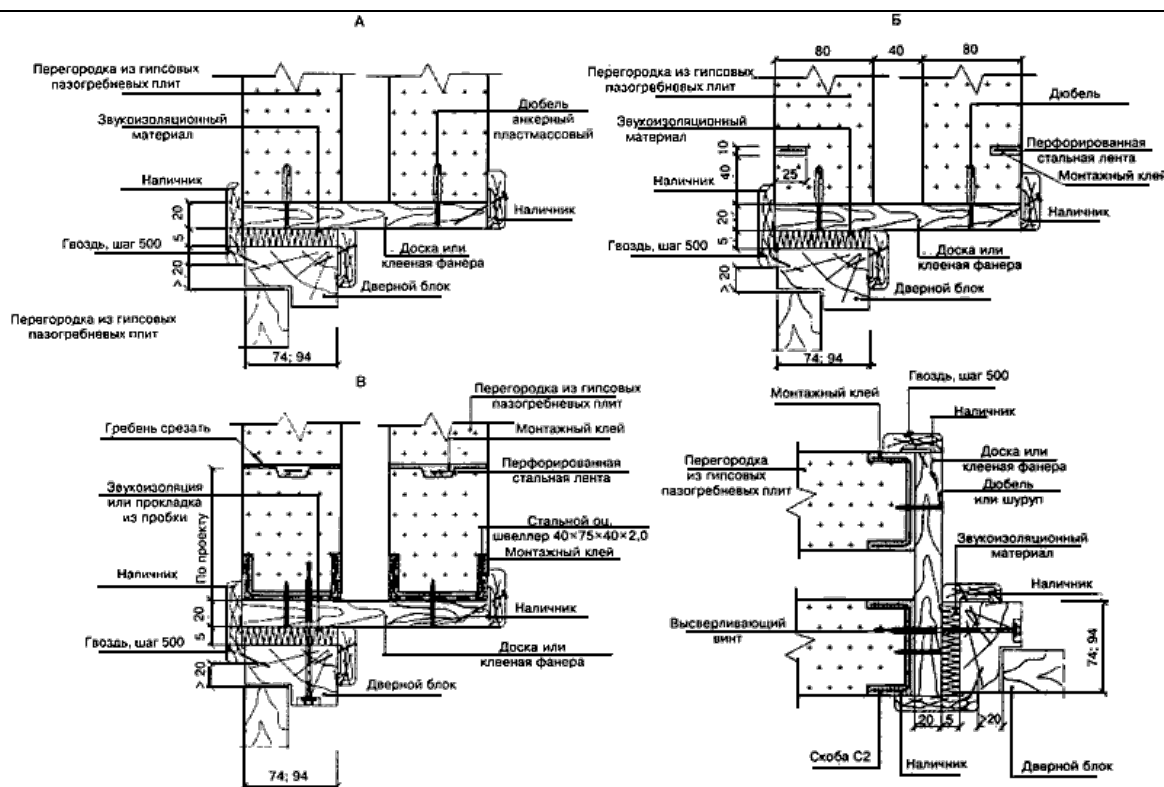 А
Перегородка из гипсовых
пазогребневых плит
Звукоизоляционный
материал
Дюбель
анкерный
пластмассовый
Наличник
20
5
Гвоздь, шаг 500
> 20
Наличник
Доска или
клееная фанера
Дверной блок
Перегородка из гипсовых
пазогребневых плит
74; 94
Б
80
40
80
Перегородка из гипсовых
пазогребневых плит
Звукоизоляционный
материал
Дюбель
Перфорированная
стальная лента
Монтажный клей
10
40
25
Наличник
20
5
Гвоздь, шаг 500
> 20
Наличник
Доска или
клееная фанера
Дверной блок
74; 94
В
Перегородка из гипсовых
пазогребневых плит
Гребень срезать
Монтажный клей
Перфорированная
стальная лента
Звукоизоляция
или прокладка
из пробки
Стальной оц.
швеллер 40×75×40×2,0
Монтажный клей
По проекту
Наличник
20
5
Гвоздь, шаг 500
> 20
Наличник
Доска или
клееная фанера
Дверной блок
74; 94
Гвоздь, шаг 500
Монтажный клей
Наличник
Перегородка
из гипсовых
пазогребневых плит
Доска или
клееная фанера
Дюбель
или шуруп
Звукоизоляционный
материал
Наличник
Высверливающий
винт
74; 94
20
5
>20
Скоба С2
Наличник
Дверной блок